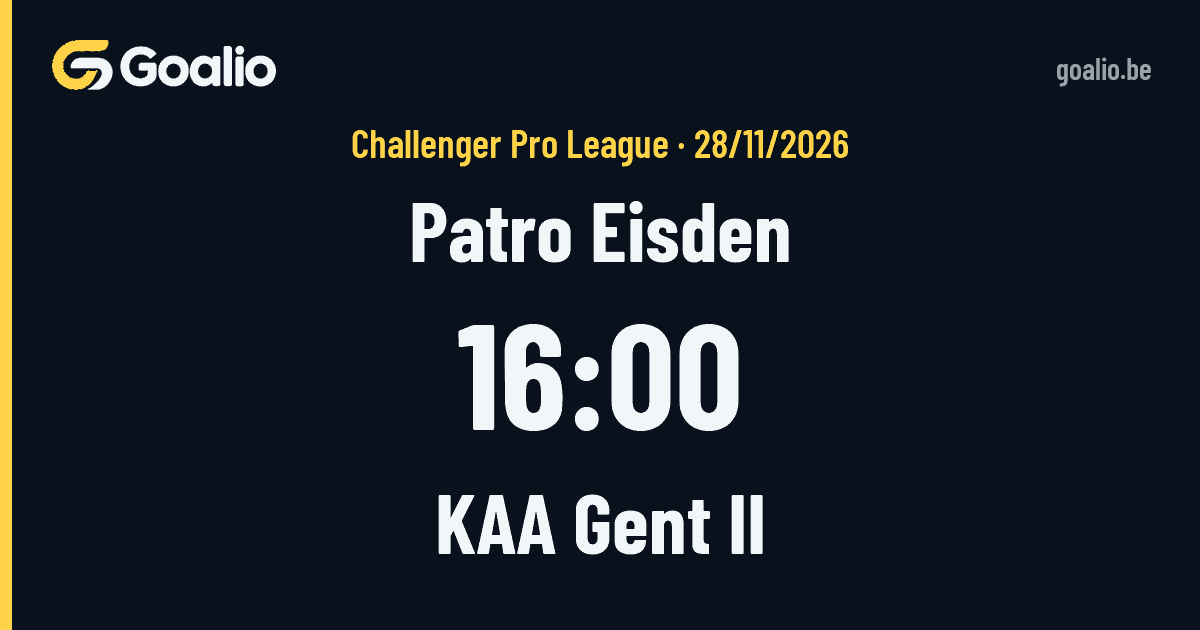 Goalio
goalio.be
Challenger Pro League · 28/11/2026
Patro Eisden
16:00
KAA Gent II